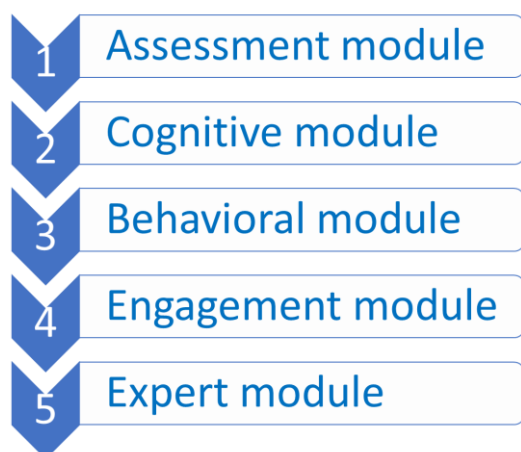 1 Assessment module
2 Cognitive module
3 Behavioral module
4 Engagement module
5 Expert module